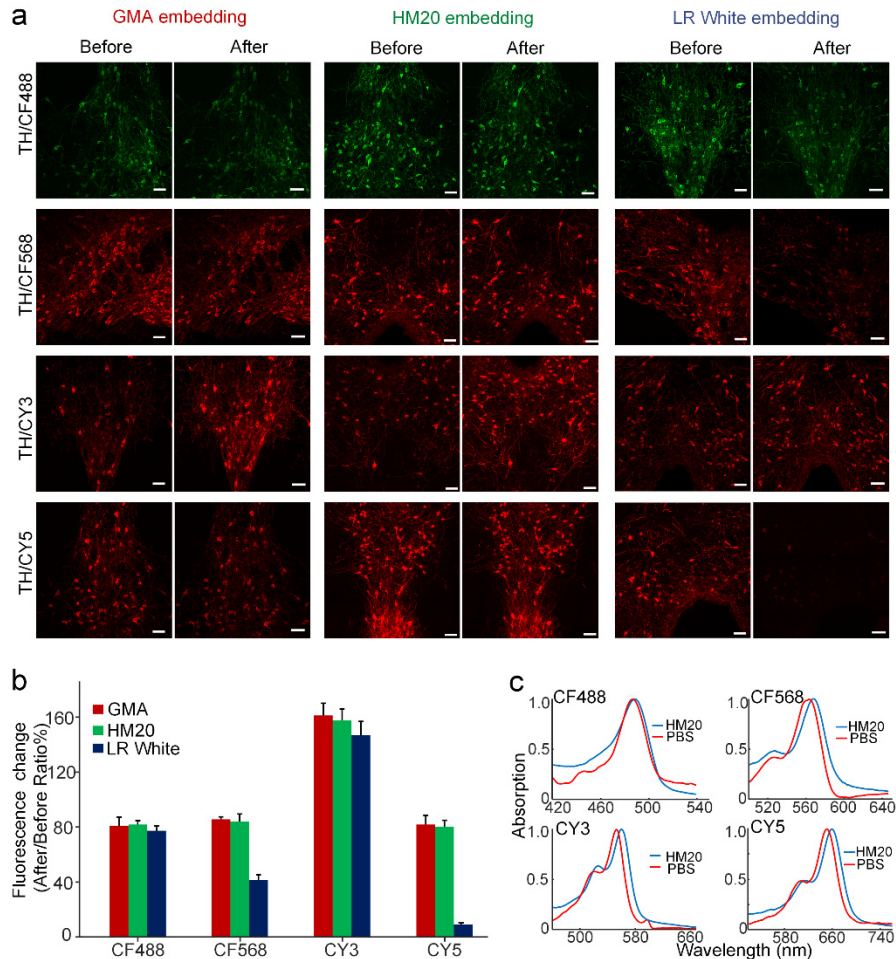 a
GMA embedding HM20 embedding LR White embedding
Before After Before After Before After
TH/CF488
TH/CF568
TH/CY3
TH/CY5
b
Fluorescence change
(After/Before Ratio%)
160
120
80
40
0
GMA
HM20
LR White
CF488 CF568 CY3 CY5
c
Absorption
CF488
1.0
0.5
HM20
PBS
420 460 500 540
CF568
1.0
0.5
HM20
PBS
520 560 600 640
CY3
1.0
0.5
HM20
PBS
500 580 660
CY5
1.0
0.5
HM20
PBS
580 660 740
Wavelength (nm)